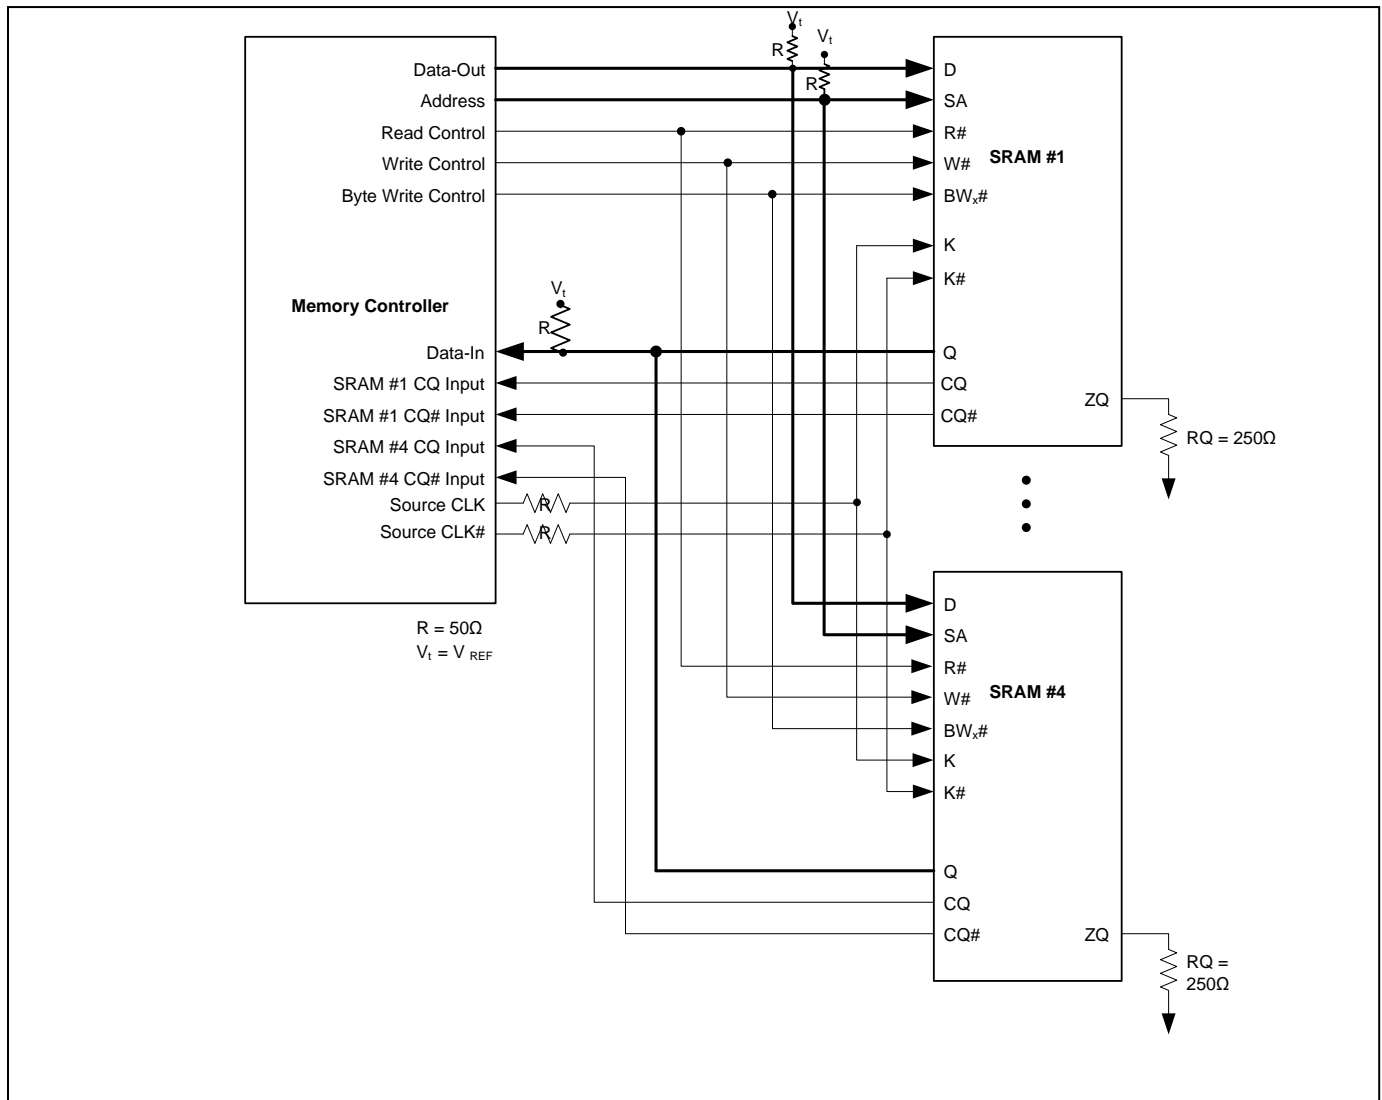 Vt
Vt
R
R
Data-Out
Address
Read Control
Write Control
Byte Write Control
Memory Controller
Vt
R
Data-In
SRAM #1 CQ Input
SRAM #1 CQ# Input
SRAM #4 CQ Input
SRAM #4 CQ# Input
Source CLK
R
Source CLK#
R
R = 50Ω
Vt = V REF
D
SA
R#
SRAM #1
W#
BWx#
K
K#
Q
CQ
CQ#
ZQ
RQ = 250Ω
D
SA
R#
SRAM #4
W#
BWx#
K
K#
Q
CQ
CQ#
ZQ
RQ =
250Ω